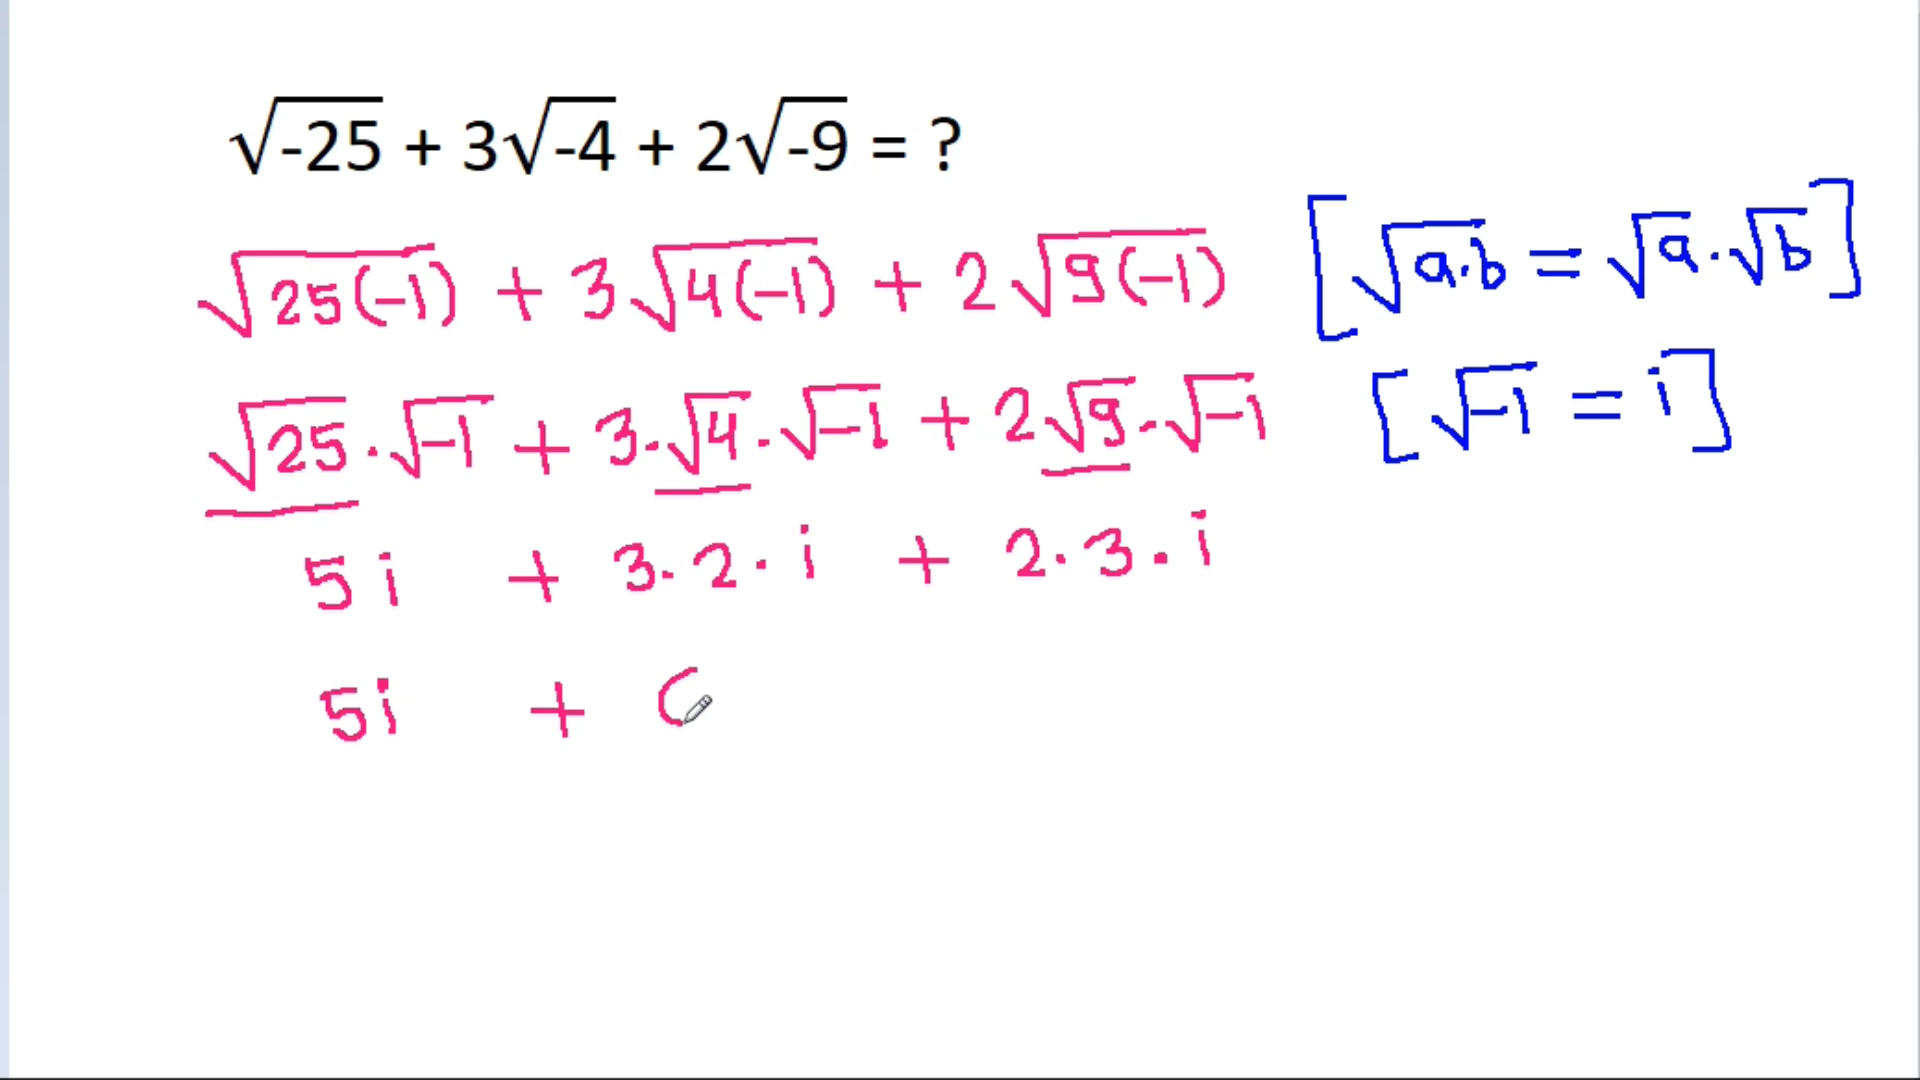 √-25 + 3√-4 + 2√-9 = ?
√25(-1) + 3√4(-1) + 2√9(-1)
[√a.b = √a.√b]
√25.√-1 + 3.√4.√-1 + 2√9.√-1
[√-1 = i]
5i + 3.2.i + 2.3.i
5i +